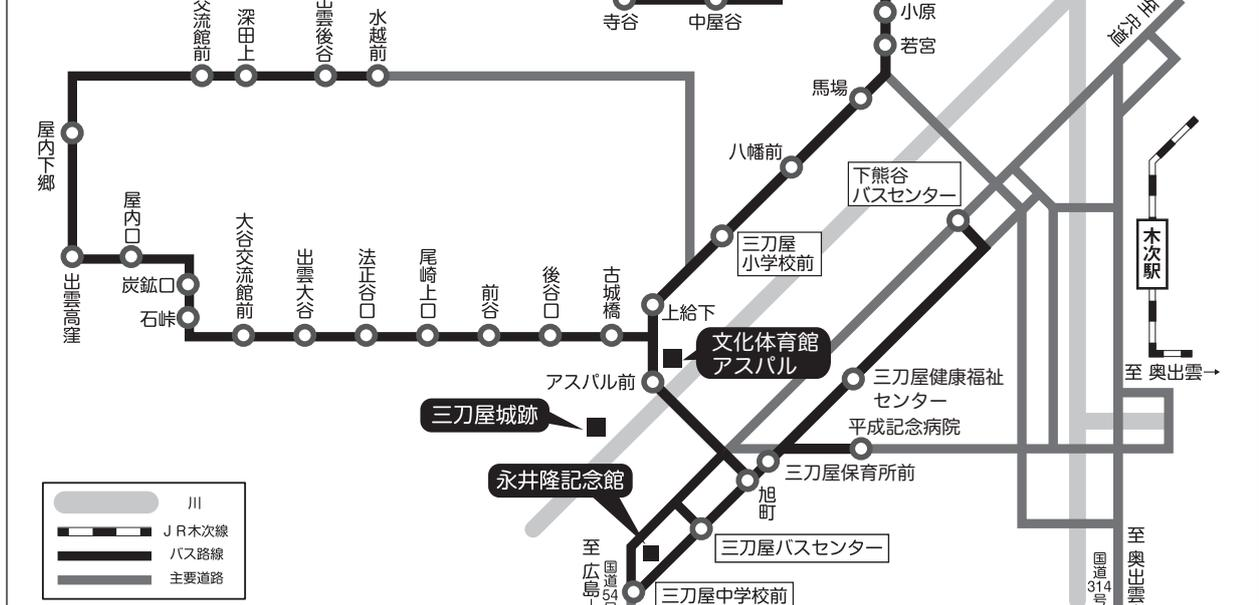 交流館前
深田上
出雲後谷
水越前
寺谷
中屋谷
小原
若宮
至 宍道
馬場
八幡前
下熊谷
バスセンター
屋内下郷
屋内口
三刀屋
小学校前
木次駅
出雲高窪
炭鉱口
石峠
大谷交流館前
出雲大谷
法正谷口
尾崎上口
前谷
後谷口
古城橋
上給下
文化体育館
アスパル
アスパル前
至 奥出雲→
三刀屋健康福祉
センター
三刀屋城跡
平成記念病院
永井隆記念館
三刀屋保育所前
旭町
川
JR木次線
バス路線
主要道路
三刀屋バスセンター
至 広島
国道54号
三刀屋中学校前
国道314号
至 奥出雲